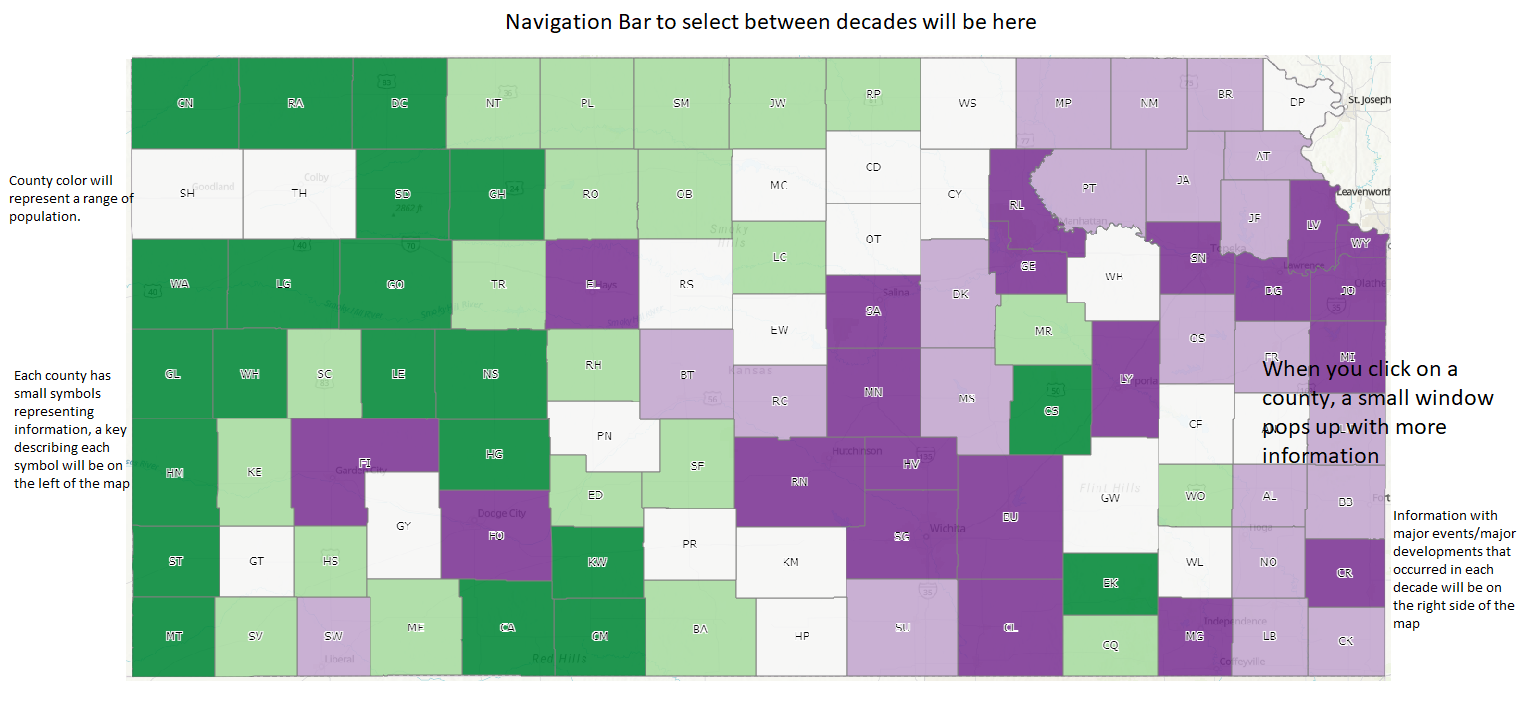 Navigation Bar to select between decades will be here
CN RA DC NT PL SM JW RP WS MP NM BR DP St. Joseph
County color will
represent a range of
population.
SH Goodland TH Colby SD GH RO OB MC CD CY RL PT JA AT Leavenworth
Manhattan JF LV
Smoky
Hills
OT WY
WA LG GO TR EL Hays RS LC DK GE WH SN Topeka Lawrence
Salina SA DG JO Olathe
EW MR CS FR MI
Each county has
small symbols
representing
information, a key
describing each
symbol will be on
the left of the map
GL WH SC LE NS RH BT Kansas RC MN MS CS LY
When you click on a
county, a small window
pops up with more
information
HM KE FI Garden City HG PN SF Hutchinson HV CF
ED RN GW Flint Hills WO AL BB Fort
GY Dodge City FO PR SG Wichita BU Iola
Information with
major events/major
developments that
occurred in each
decade will be on
the right side of the
map
ST GT HS KW KM EK WL NO CR
MT SV SW ME CA CM BA HP SU CL CQ MG Independence LB CK
Liberal Red Hills Coffeyville